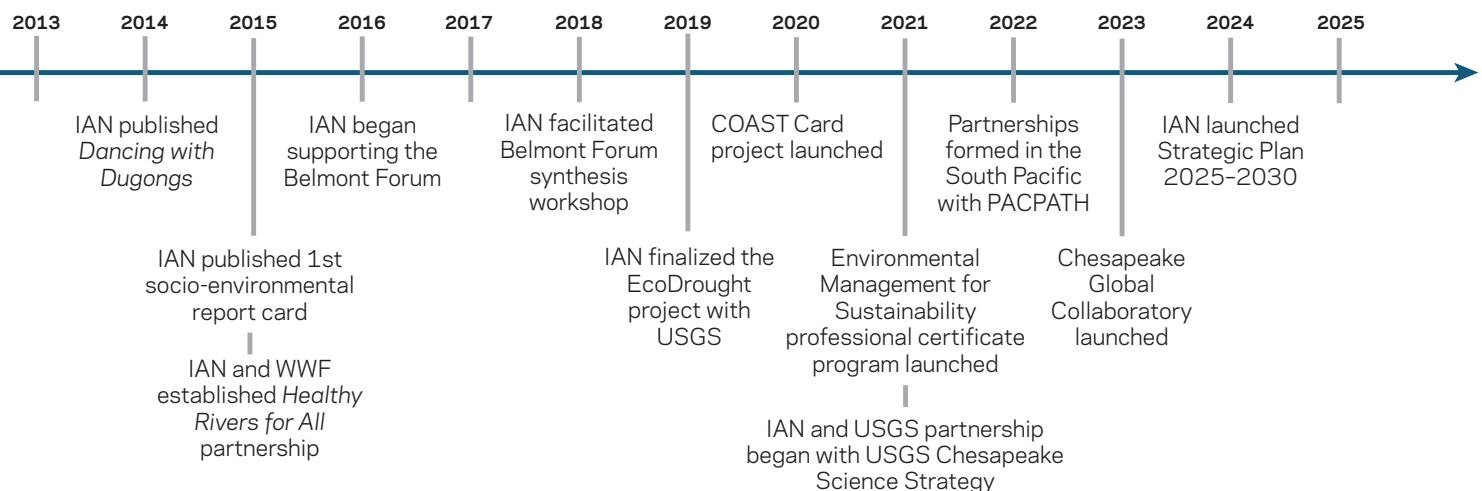 2013 2014 2015 2016 2017 2018 2019 2020 2021 2022 2023 2024 2025
IAN published
Dancing with
Dugongs
IAN published 1st
socio-environmental
report card
IAN and WWF
established Healthy
Rivers for All
partnership
IAN began
supporting the
Belmont Forum
IAN facilitated
Belmont Forum
synthesis
workshop
IAN finalized the
EcoDrought
project with
USGS
COAST Card
project launched
Environmental
Management for
Sustainability
professional certificate
program launched
IAN and USGS partnership
began with USGS Chesapeake
Science Strategy
Partnerships
formed in the
South Pacific
with PACPATH
Chesapeake
Global
Collaboratory
launched
IAN launched
Strategic Plan
2025–2030